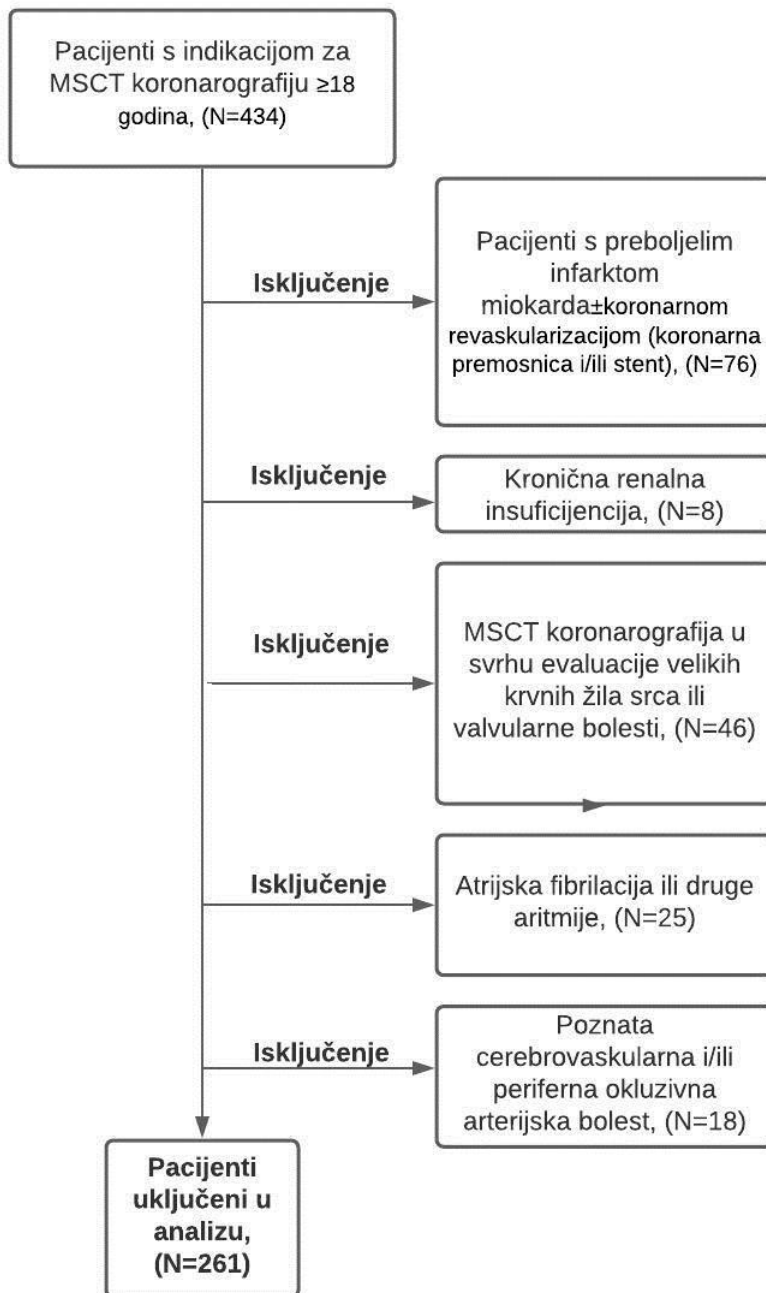 Pacijenti s indikacijom za
MSCT koronarografiju ≥18
godina, (N=434)
Isključenje
Pacijenti s preboljelim
infarktom
miokarda±koronarnom
revaskularizacijom (koronarna
premosnica i/ili stent), (N=76)
Isključenje
Kronična renalna
insuficijencija, (N=8)
Isključenje
MSCT koronarografija u
svrhu evaluacije velikih
krvnih žila srca ili
valvularne bolesti, (N=46)
Isključenje
Atrijska fibrilacija ili druge
aritmije, (N=25)
Isključenje
Poznata
cerebrovaskularna i/ili
periferna okluzivna
arterijska bolest, (N=18)
Pacijenti
uključeni u
analizu,
(N=261)